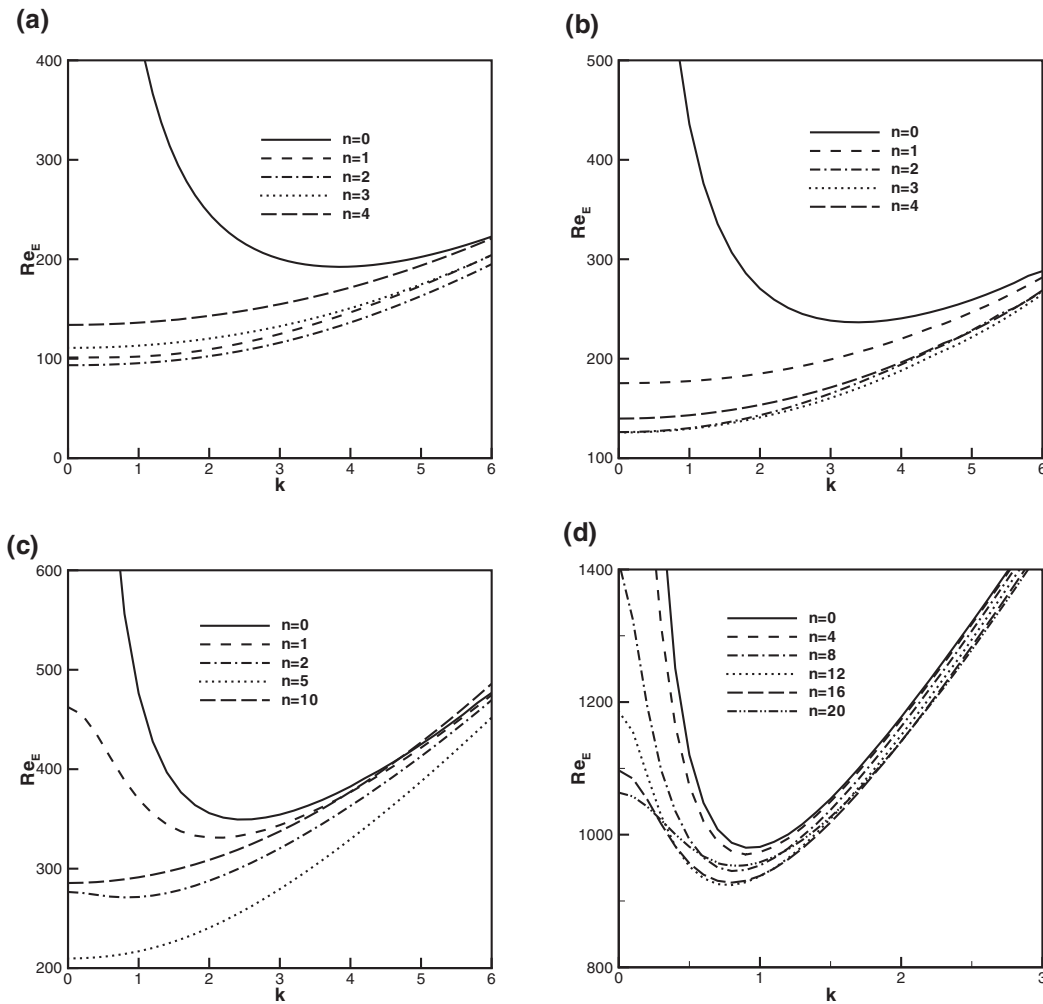 (a)
400
300
200
100
0
Re_E
n=0
n=1
n=2
n=3
n=4
0 1 2 3 4 5 6
k
(b)
500
400
300
200
100
Re_E
n=0
n=1
n=2
n=3
n=4
0 1 2 3 4 5 6
k
(c)
600
500
400
300
200
Re_E
n=0
n=1
n=2
n=5
n=10
0 1 2 3 4 5 6
k
(d)
1400
1200
1000
800
Re_E
n=0
n=4
n=8
n=12
n=16
n=20
0 1 2 3
k